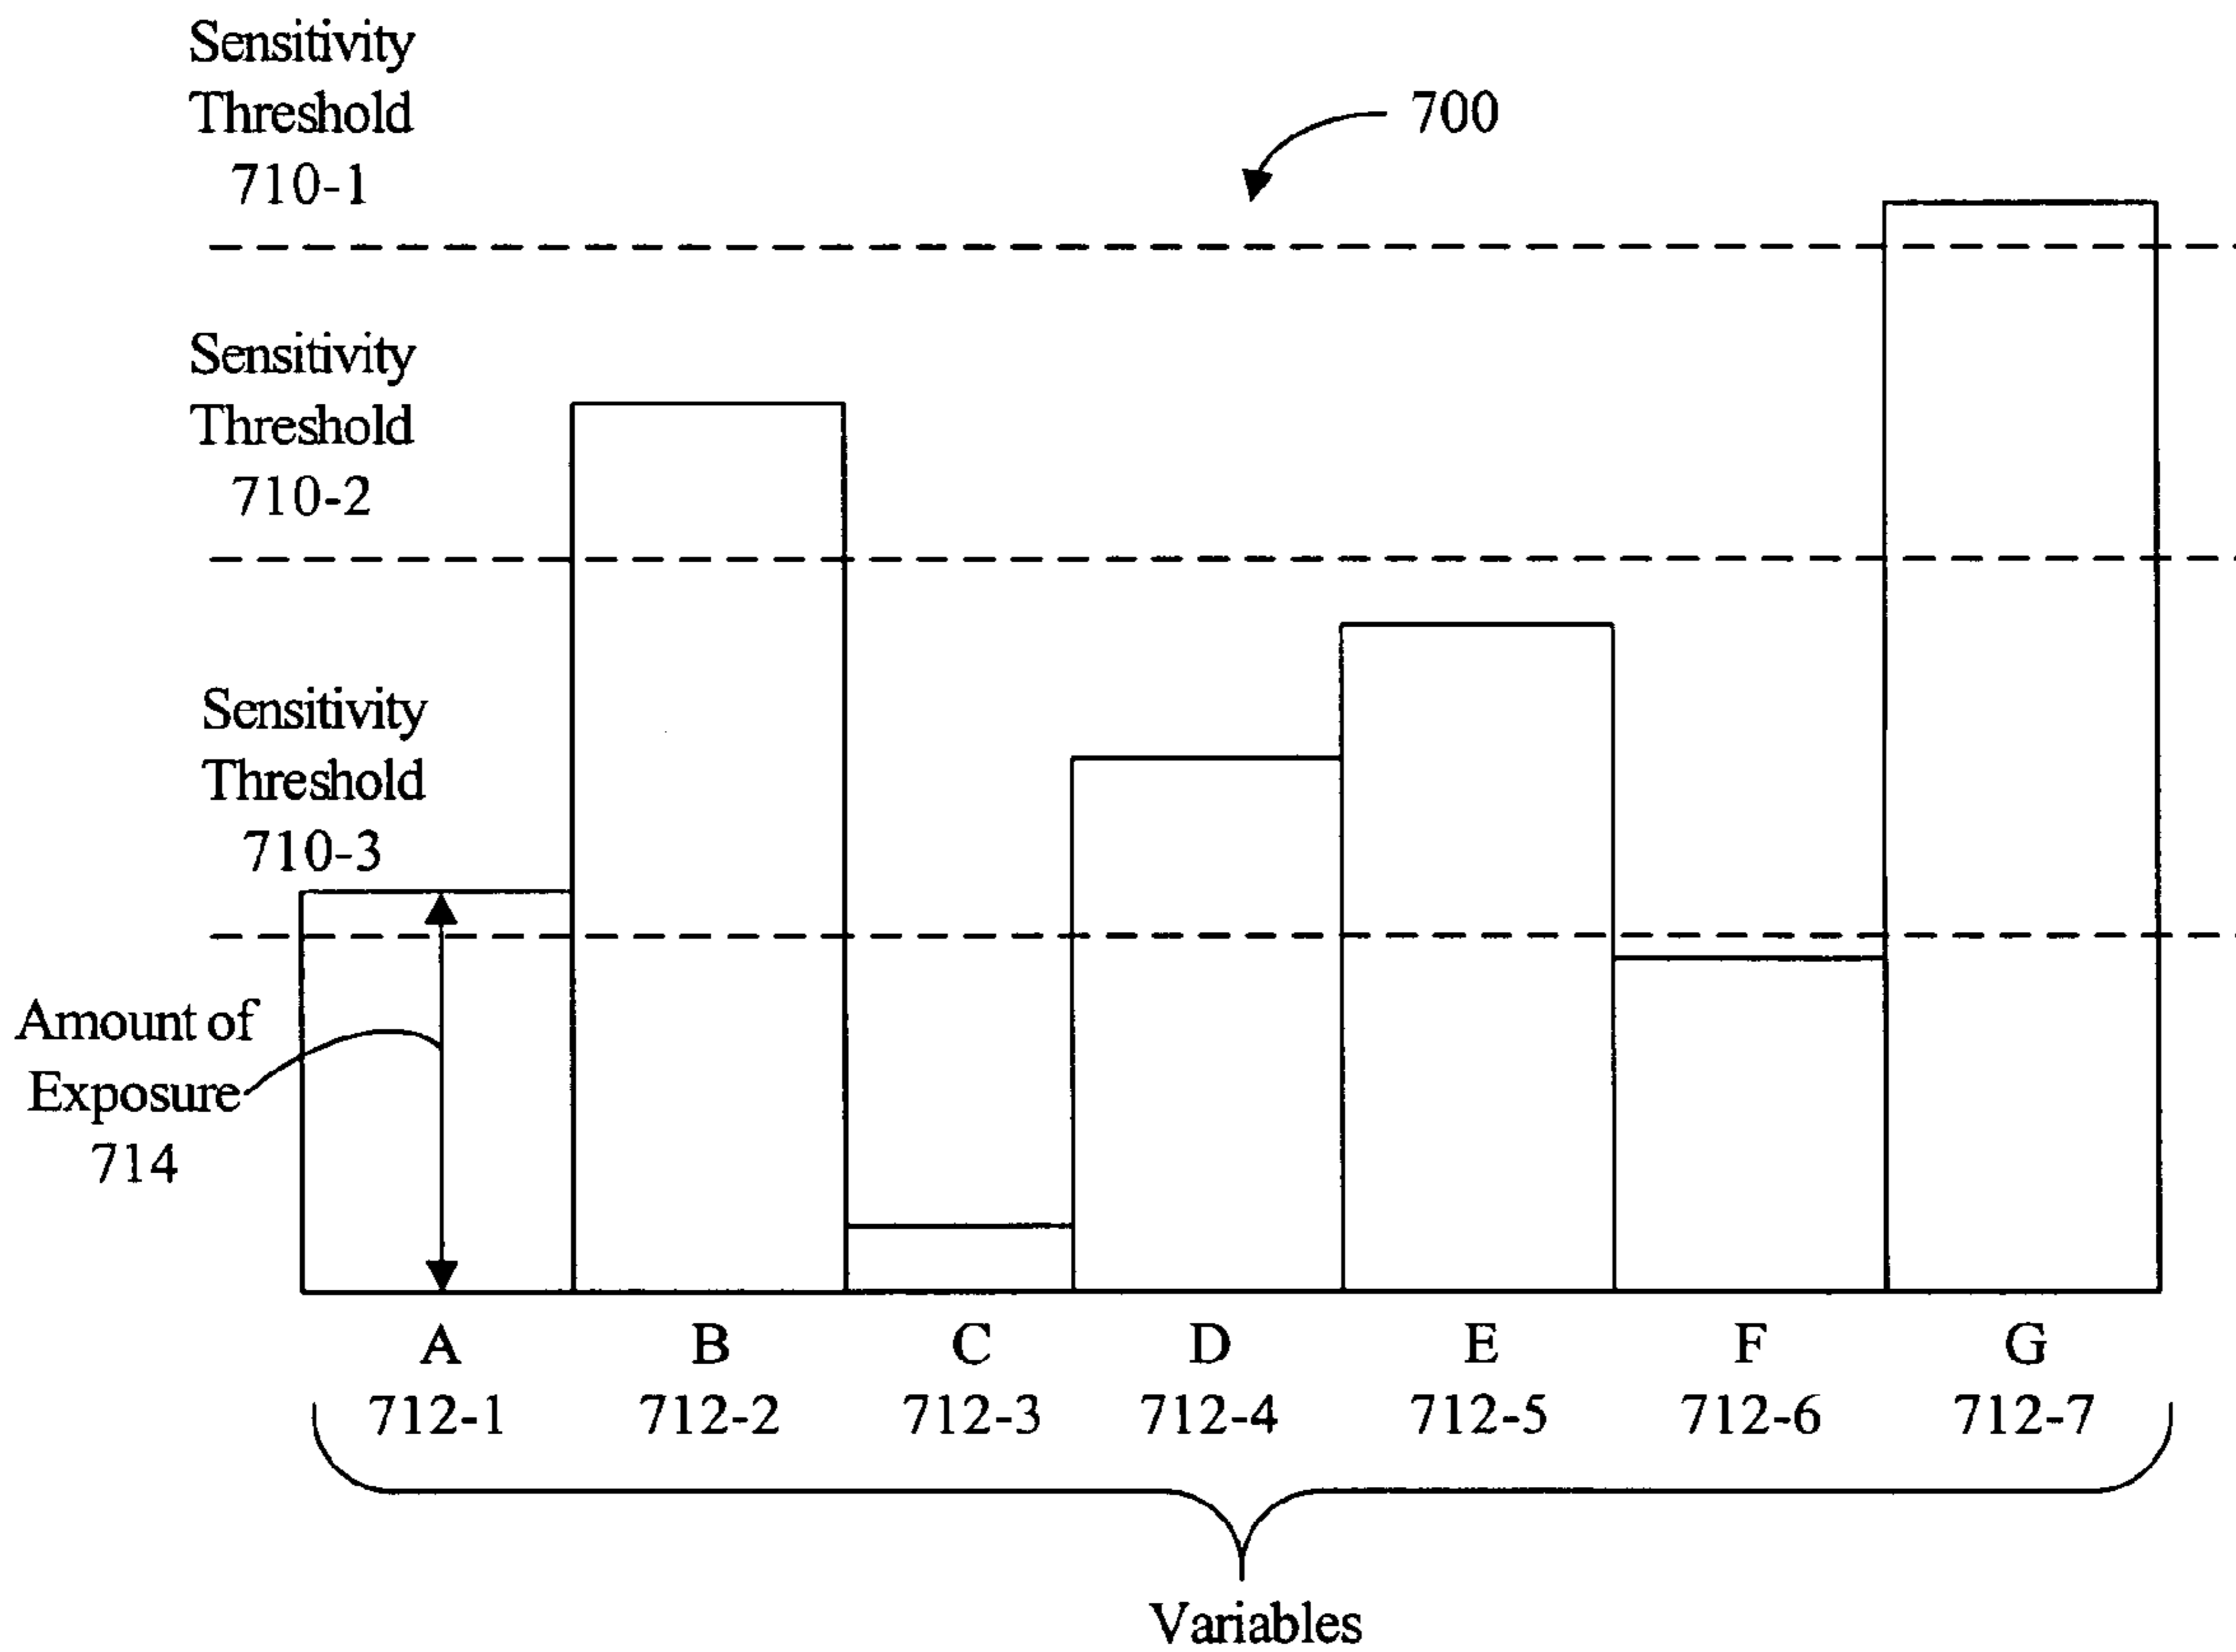 Sensitivity
Threshold
710-1
700
Sensitivity
Threshold
710-2
Sensitivity
Threshold
710-3
Amount of
Exposure
714
A B C D E F G
712-1 712-2 712-3 712-4 712-5 712-6 712-7
Variables